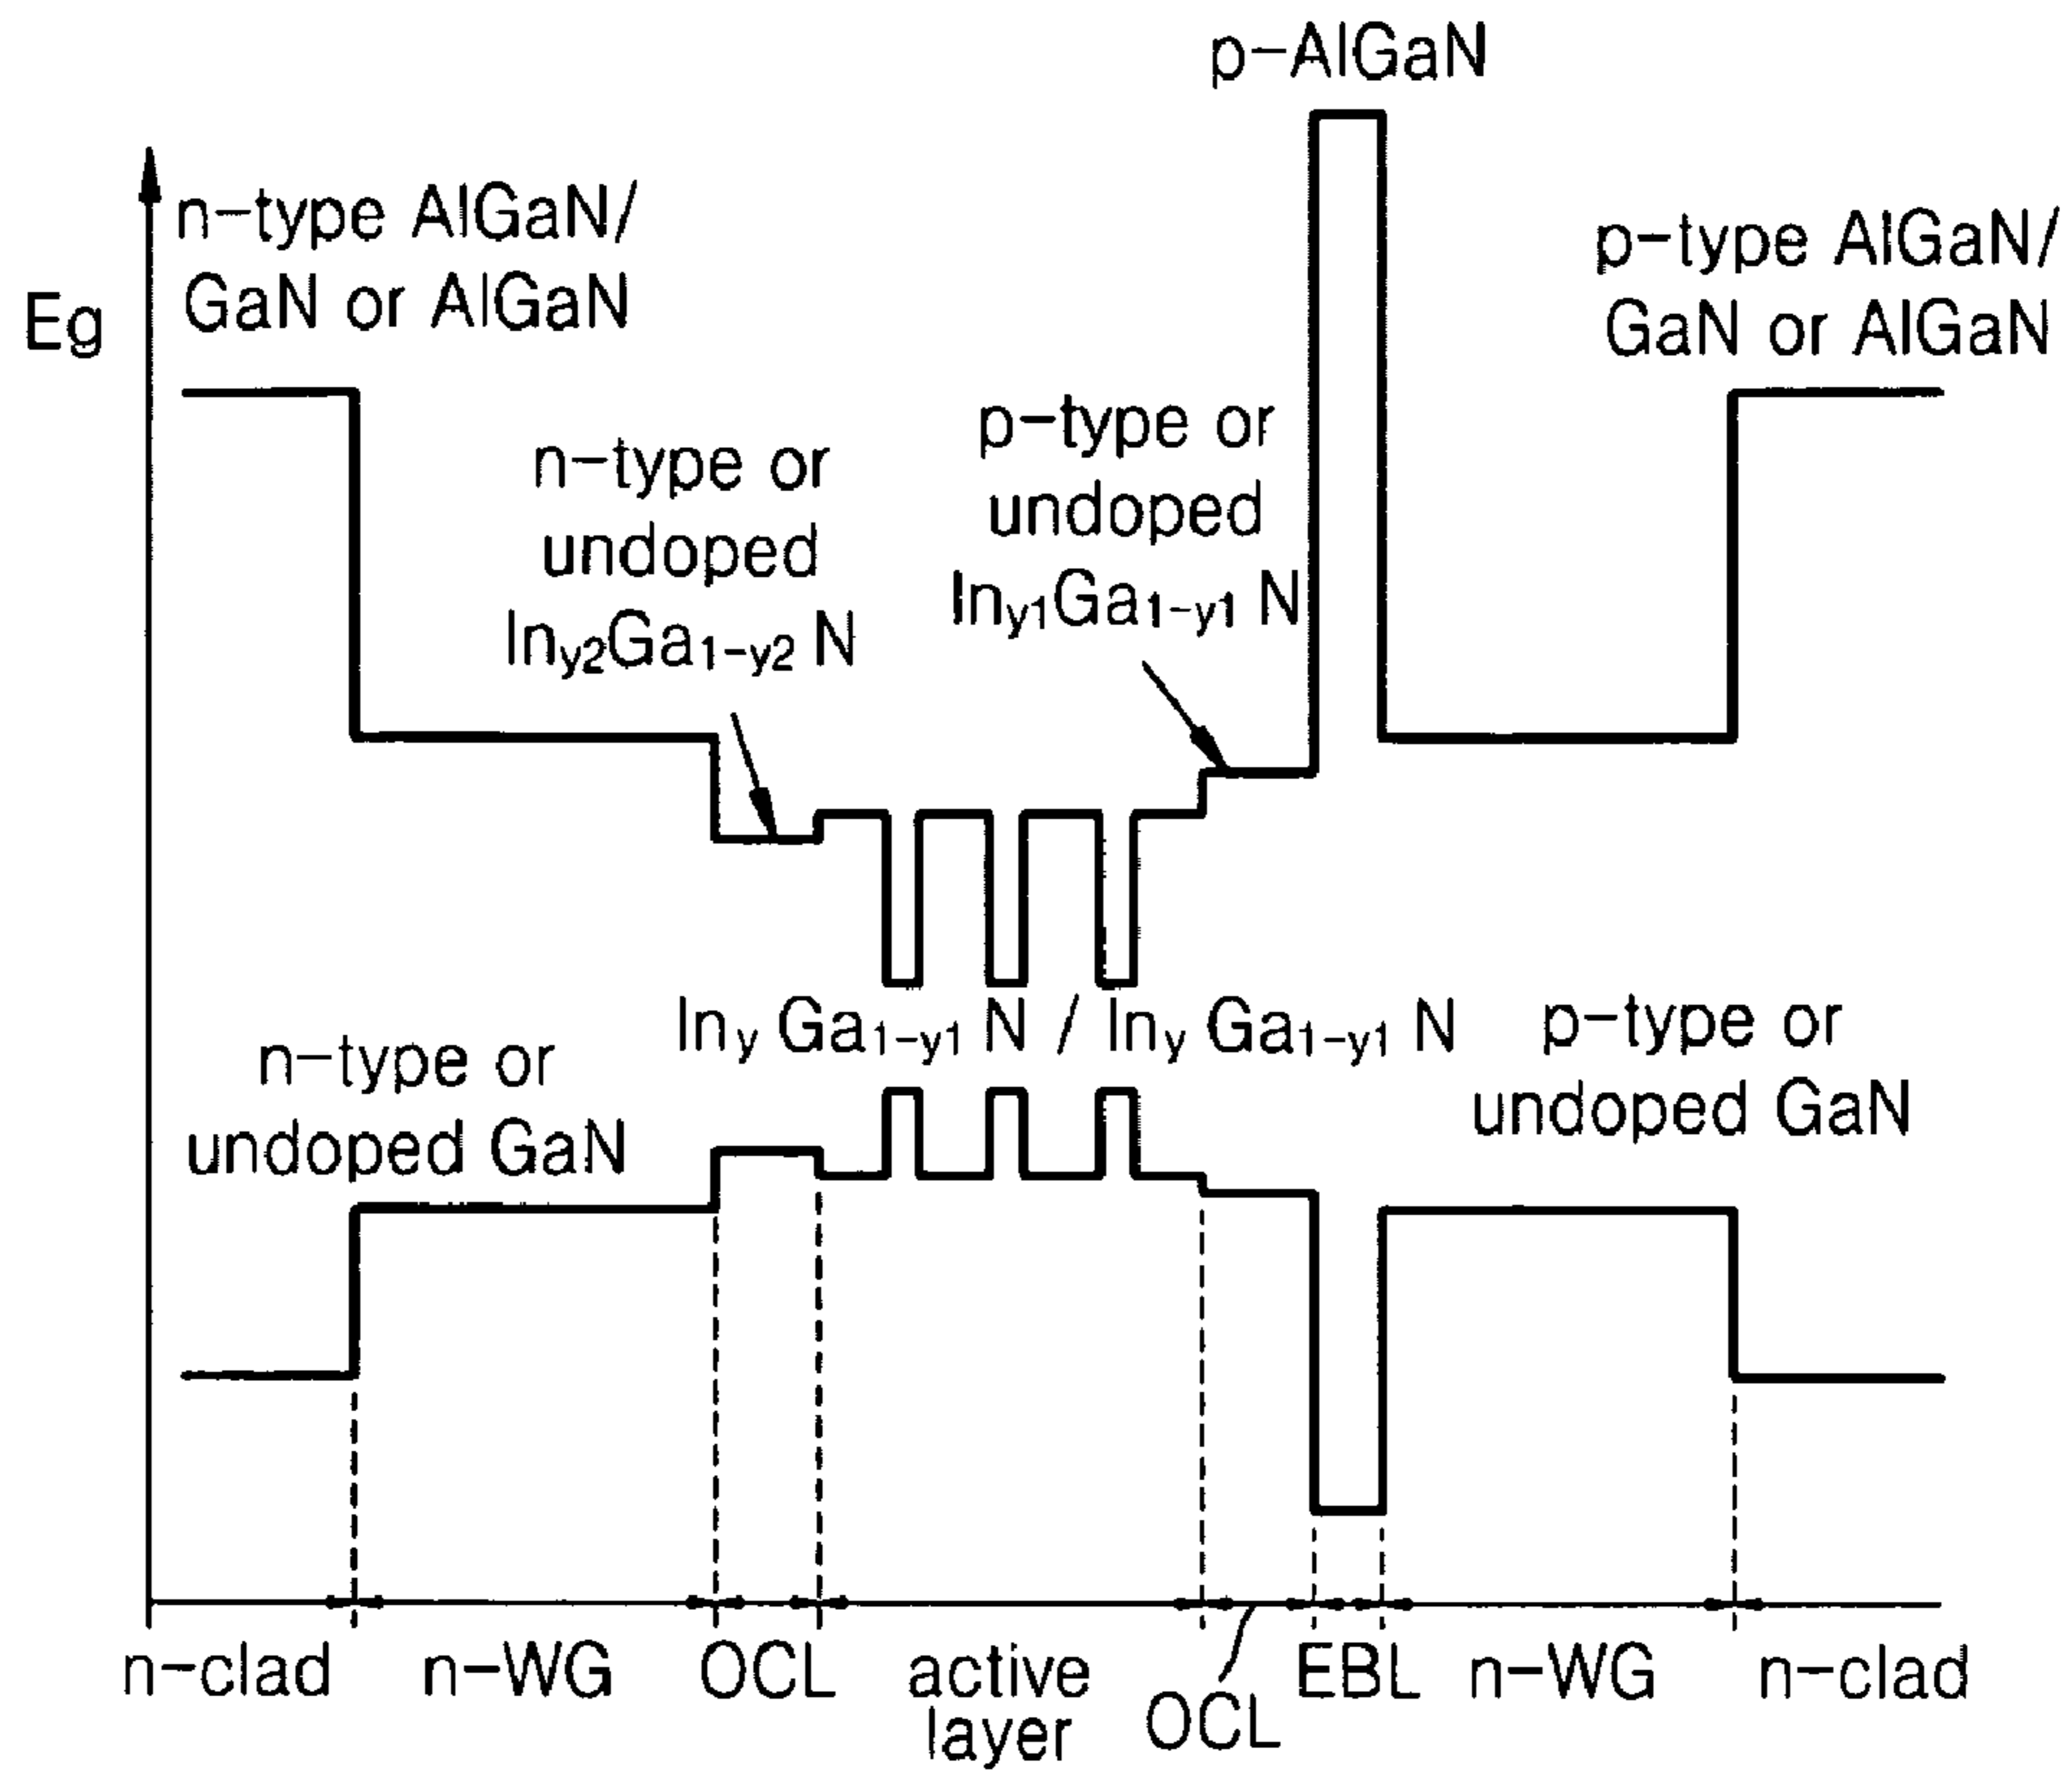 p-AlGaN
n-type AlGaN/
GaN or AlGaN
p-type AlGaN/
GaN or AlGaN
Eg
p-type or
undoped
Iny1Ga1-y1 N
n-type or
undoped
Iny2Ga1-y2 N
Iny Ga1-y1 N / Iny Ga1-y1 N
p-type or
undoped GaN
n-type or
undoped GaN
n-clad
n-WG
OCL
active
layer
OCL
EBL
n-WG
n-clad